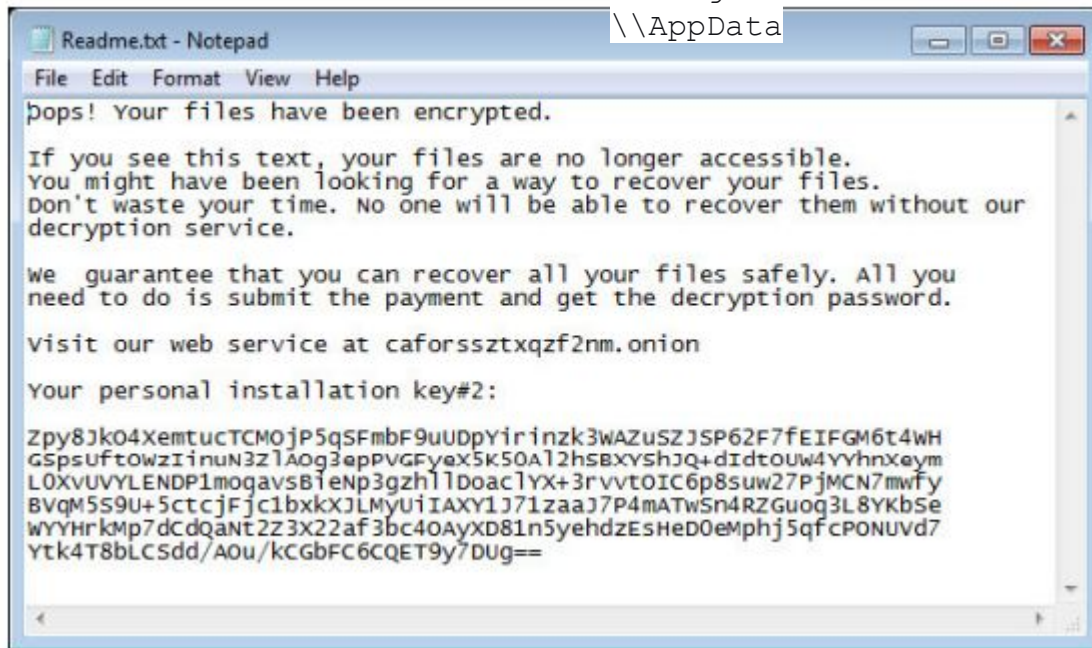 \\AppData
Readme.txt - Notepad
File Edit Format View Help
Oops! Your files have been encrypted.
If you see this text, your files are no longer accessible.
You might have been looking for a way to recover your files.
Don't waste your time. No one will be able to recover them without our
decryption service.
We  guarantee that you can recover all your files safely. All you
need to do is submit the payment and get the decryption password.
Visit our web service at caforssztxqzf2nm.onion
Your personal installation key#2:
Zpy8JkO4XemtucTCMOjP5qSFmbF9uUDpYirinzk3WAZuSZJSP62F7fEIFGM6t4WH
GSpsUftOWzIinuN3ZlAOg3epPVGFyeX5K5OAl2hSBXYShJQ+dIdtOUW4YYhnXeym
LOXvUVYLENDP1moqavsBieNp3gzhllDoaclYX+3rvvtOIC6p8suw27PjMCN7mwfy
BVqM5S9U+5ctcjFjc1bxkXJLMyUiIAXY1J71zaaJ7P4mATwSn4RZGuoq3L8YKbSe
WYYHrkMp7dCdQaNt2Z3X22af3bc4OAyXD81n5yehdzEsHeD0eMphj5qfcPONUVd7
Ytk4T8bLCSdd/AOu/kCGbFC6CQET9y7DUg==